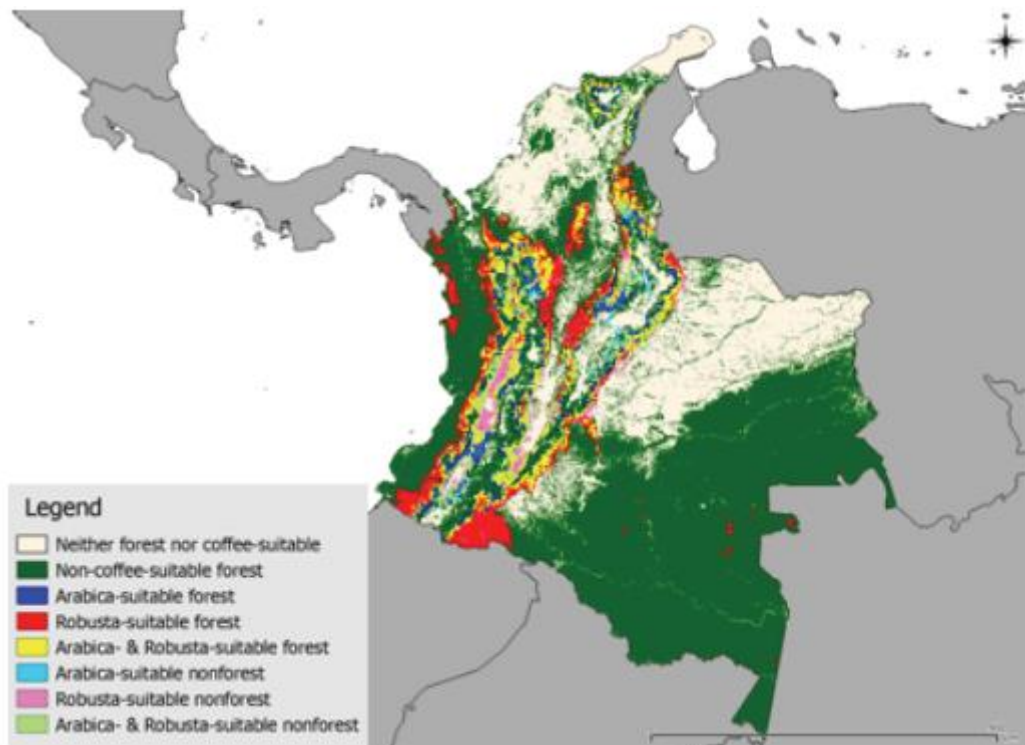 Legend
Neither forest nor coffee-suitable
Non-coffee-suitable forest
Arabica-suitable forest
Robusta-suitable forest
Arabica- & Robusta-suitable forest
Arabica-suitable nonforest
Robusta-suitable nonforest
Arabica- & Robusta-suitable nonforest